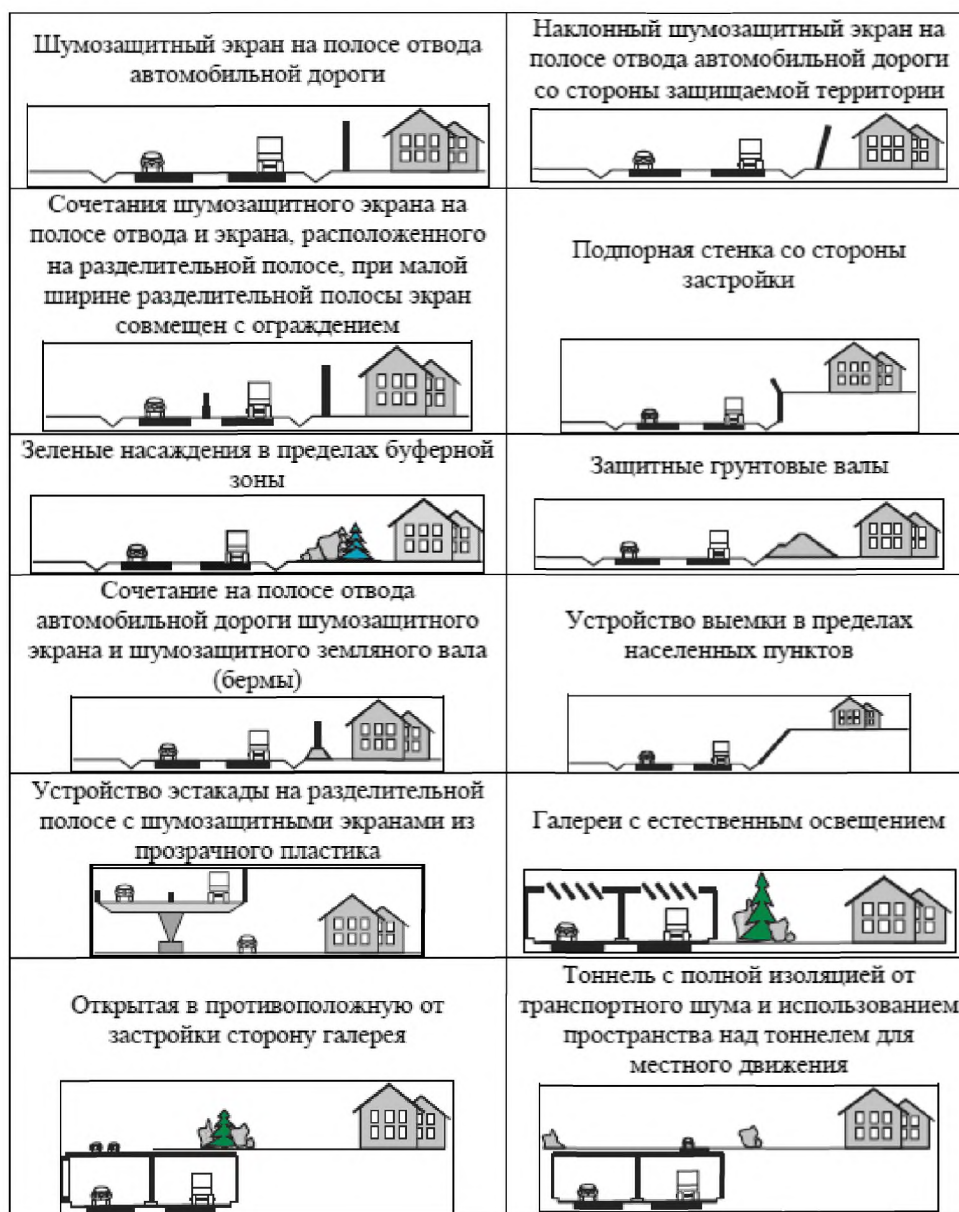 Шумозащитный экран на полосе отвода
автомобильной дороги
Наклонный шумозащитный экран на
полосе отвода автомобильной дороги
со стороны защищаемой территории
Сочетания шумозащитного экрана на
полосе отвода и экрана, расположенного
на разделительной полосе, при малой
ширине разделительной полосы экран
совмещен с ограждением
Подпорная стенка со стороны
застройки
Зеленые насаждения в пределах буферной
зоны
Защитные грунтовые валы
Сочетание на полосе отвода
автомобильной дороги шумозащитного
экрана и шумозащитного земляного вала
(бермы)
Устройство выемки в пределах
населенных пунктов
Устройство эстакады на разделительной
полосе с шумозащитными экранами из
прозрачного пластика
Галереи с естественным освещением
Открытая в противоположную от
застройки сторону галерея
Тоннель с полной изоляцией от
транспортного шума и использованием
пространства над тоннелем для
местного движения